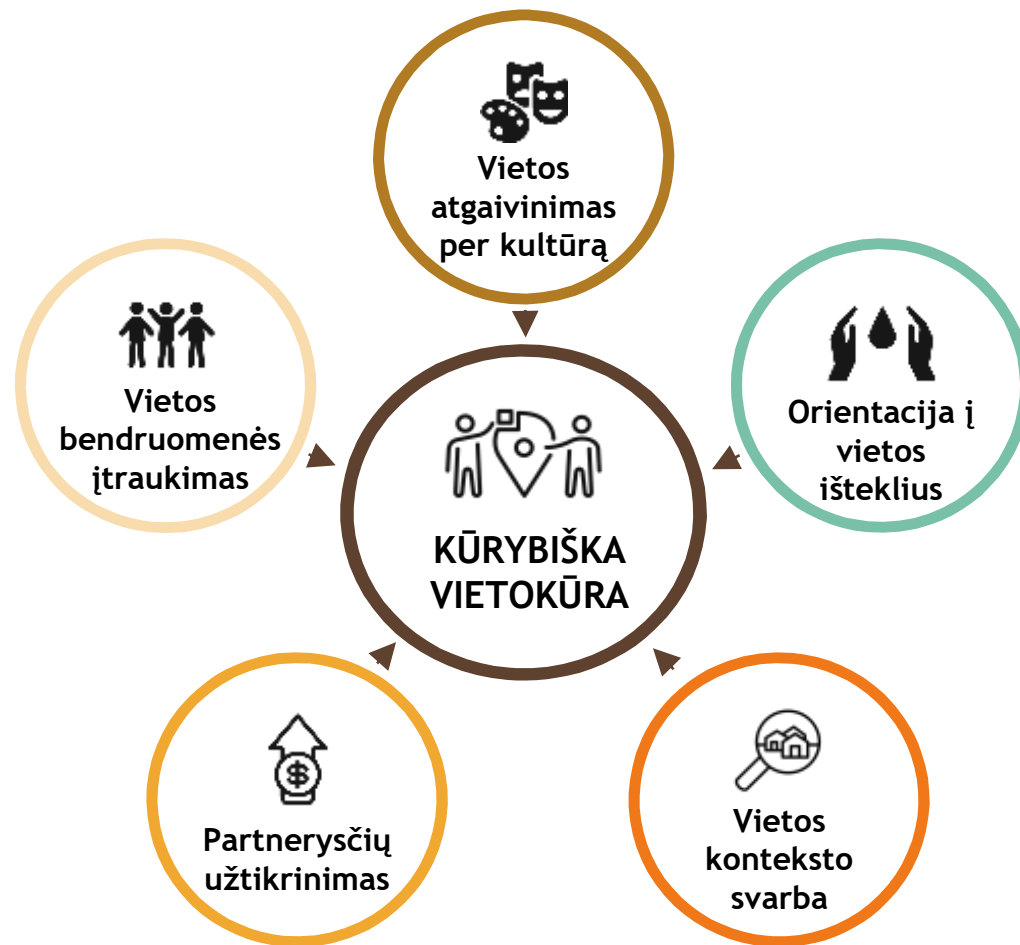 Vietos
atgaivinimas
per kultūrą
Vietos
bendruomenės
įtraukimas
Orientacija į
vietos
išteklius
KŪRYBIŠKA
VIETOKŪRA
Partnerysčių
užtikrinimas
Vietos
konteksto
svarba